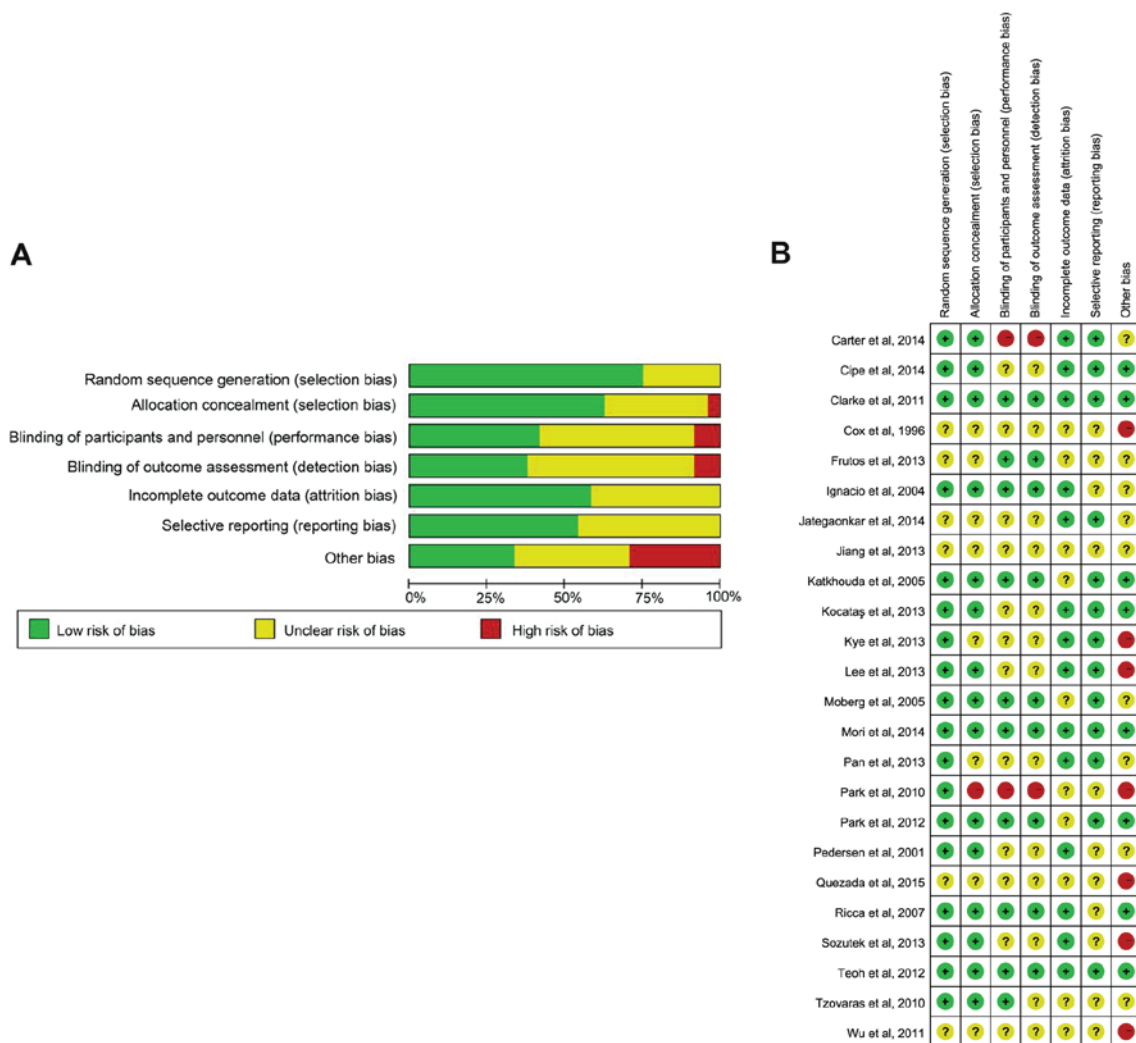 A
Random sequence generation (selection bias)
Allocation concealment (selection bias)
Blinding of participants and personnel (performance bias)
Blinding of outcome assessment (detection bias)
Incomplete outcome data (attrition bias)
Selective reporting (reporting bias)
Other bias
0% 25% 50% 75% 100%
Low risk of bias Unclear risk of bias High risk of bias
B
Random sequence generation (selection bias)
Allocation concealment (selection bias)
Blinding of participants and personnel (performance bias)
Blinding of outcome assessment (detection bias)
Incomplete outcome data (attrition bias)
Selective reporting (reporting bias)
Other bias
Carter et al, 2014 + + - - + + ?
Cipe et al, 2014 + + ? ? + + +
Clarke et al, 2011 + + + + + + +
Cox et al, 1996 ? ? ? ? ? ? -
Frutos et al, 2013 ? ? + + ? ? ?
Ignacio et al, 2004 + + + + + ? ?
Jategaonkar et al, 2014 ? ? ? ? + + ?
Jiang et al, 2013 ? ? ? ? ? ? ?
Katkhouda et al, 2005 + + + + ? + +
Kocataş et al, 2013 + + ? ? + + +
Kye et al, 2013 + ? ? ? + + -
Lee et al, 2013 + + ? ? + + -
Moberg et al, 2005 + + + + ? + ?
Mori et al, 2014 + + + + + + +
Pan et al, 2013 + ? ? ? + + ?
Park et al, 2010 + - - - ? ? -
Park et al, 2012 + + + + ? + +
Pedersen et al, 2001 + + ? ? + ? ?
Quezada et al, 2015 ? ? ? ? ? ? -
Ricca et al, 2007 + + + + + ? +
Sozutek et al, 2013 + + ? ? + ? -
Teoh et al, 2012 + + + + + + +
Tzovaras et al, 2010 + + + ? ? ? ?
Wu et al, 2011 ? ? ? ? ? ? -